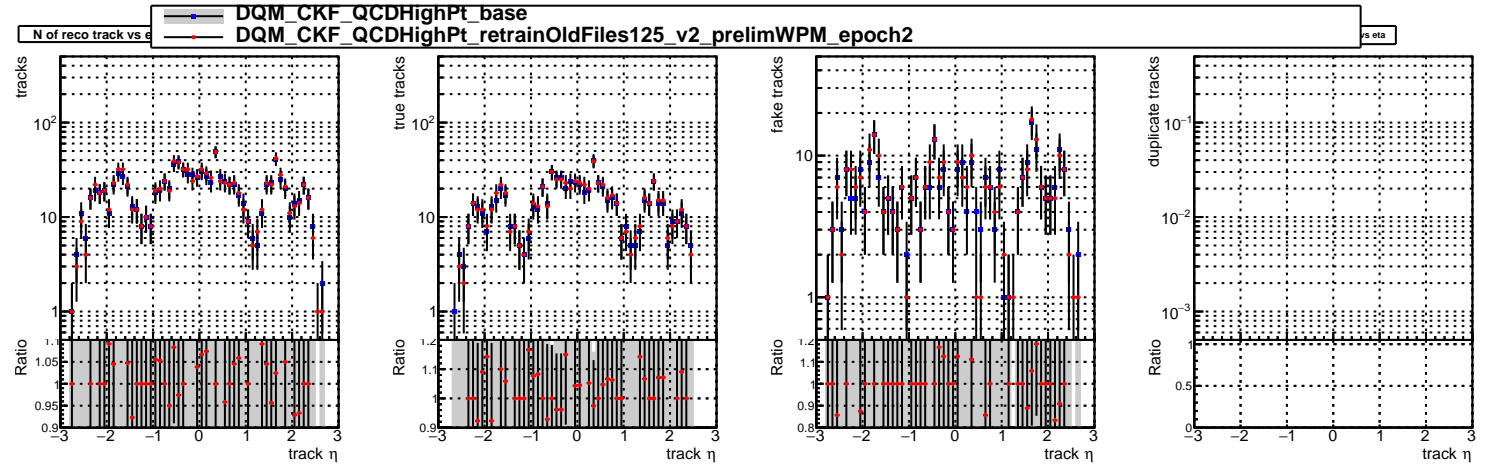 DQM_CKF_QCDHighPt_base
DQM_CKF_QCDHighPt_retrainOldFiles125_v2_prelimWPM_epoch2
N of reco track vs e
vs eta
tracks
10²
10
1
Ratio
1.1
1.05
1
0.95
0.9
−3 −2 −1 0 1 2 3
track η
true tracks
10²
10
1
Ratio
1.2
1.1
1
0.9
−3 −2 −1 0 1 2 3
track η
fake tracks
10
1
Ratio
1.2
1.1
1
0.9
0.8
−3 −2 −1 0 1 2 3
track η
duplicate tracks
10⁻¹
10⁻²
10⁻³
Ratio
1
0.5
0
−3 −2 −1 0 1 2 3
track η